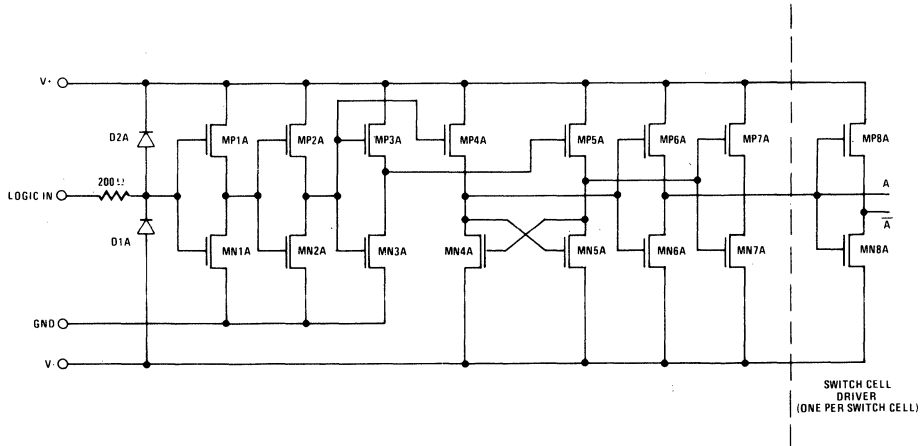 V+
D2A
200 Ω
LOGIC IN
D1A
GND
V-
MP1A
MP2A
MP3A
MP4A
MP5A
MP6A
MP7A
MP8A
A
A̅
MN1A
MN2A
MN3A
MN4A
MN5A
MN6A
MN7A
MN8A
SWITCH CELL
DRIVER
(ONE PER SWITCH CELL)